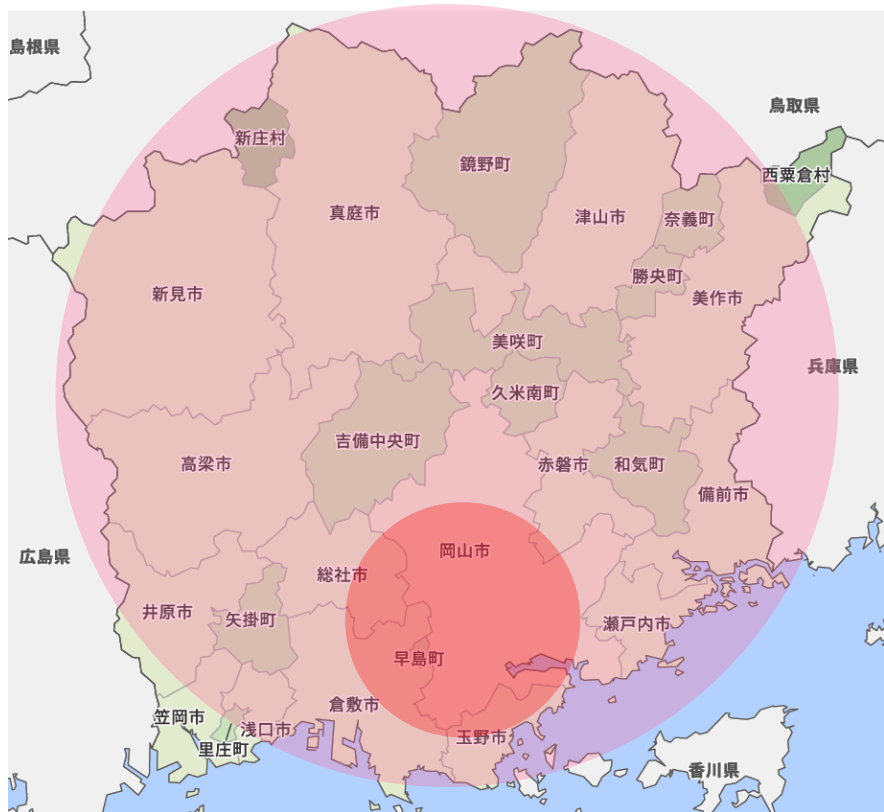 島根県
鳥取県
新庄村
鏡野町
西粟倉村
真庭市
津山市
奈義町
勝央町
新見市
美作市
美咲町
兵庫県
久米南町
吉備中央町
高梁市
赤磐市
和気町
備前市
広島県
岡山市
総社市
井原市
矢掛町
瀬戸内市
早島町
倉敷市
笠岡市
浅口市
玉野市
里庄町
香川県